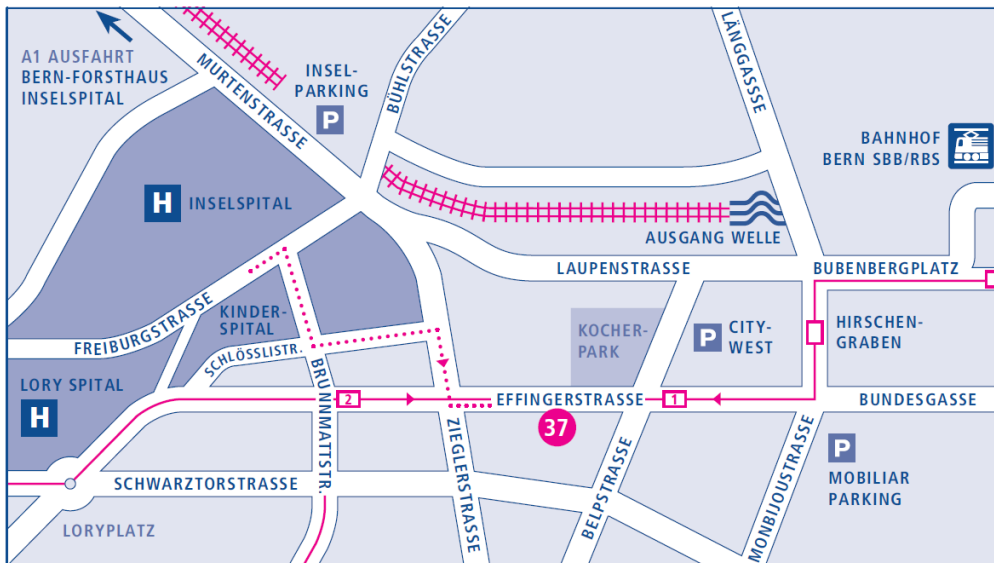 A1 AUSFAHRT
BERN-FORSTHAUS
INSELSPITAL
MURTENSTRASSE
INSEL-
PARKING
P
BÜHLSTRASSE
LÄNGGASSSE
BAHNHOF
BERN SBB/RBS
H INSELSPITAL
AUSGANG WELLE
LAUPENSTRASSE
BUBENBERGPLATZ
FREIBURGSTRASSE
KINDER-
SPITAL
SCHLÖSSLISTR.
BRUNNMATTSTR.
KOCHER-
PARK
P
CITY-
WEST
HIRSCHEN-
GRABEN
LORY SPITAL
H
2
EFFINGERSTRASSE
1
BUNDESGASSE
37
ZIEGLERSTRASSE
BELPSTRASSE
MONBIJOUSTRASSE
P
MOBILIAR
PARKING
SCHWARZTORSTRASSE
LORYPLATZ